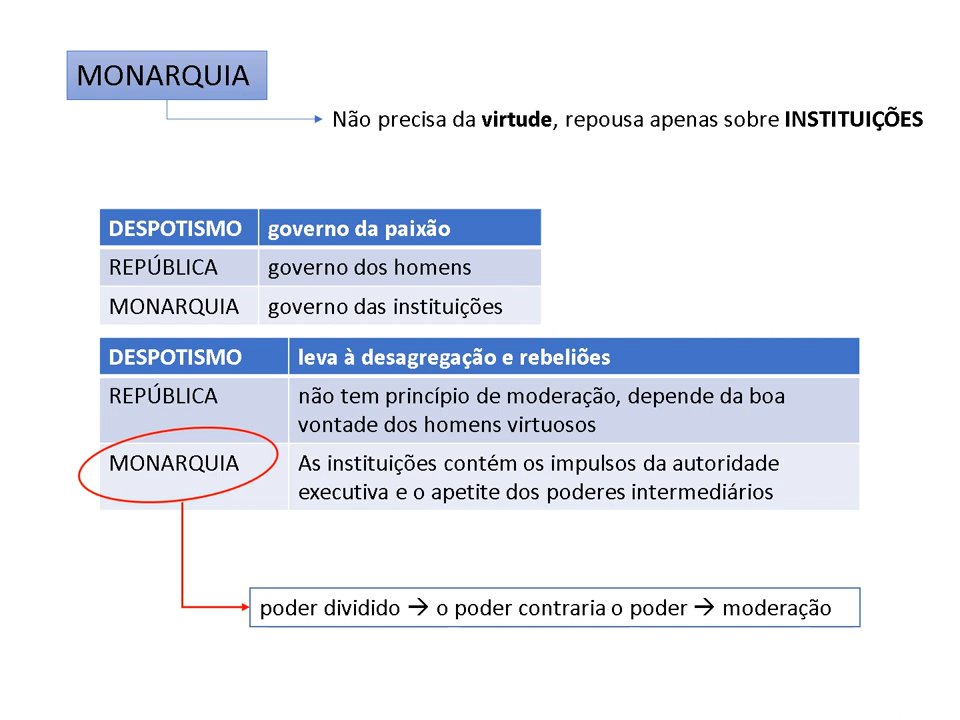 MONARQUIA
Não precisa da virtude, repousa apenas sobre INSTITUIÇÕES
DESPOTISMO governo da paixão
REPÚBLICA governo dos homens
MONARQUIA governo das instituições
DESPOTISMO leva à desagregação e rebeliões
REPÚBLICA não tem princípio de moderação, depende da boa
vontade dos homens virtuosos
MONARQUIA As instituições contém os impulsos da autoridade
executiva e o apetite dos poderes intermediários
poder dividido → o poder contraria o poder → moderação